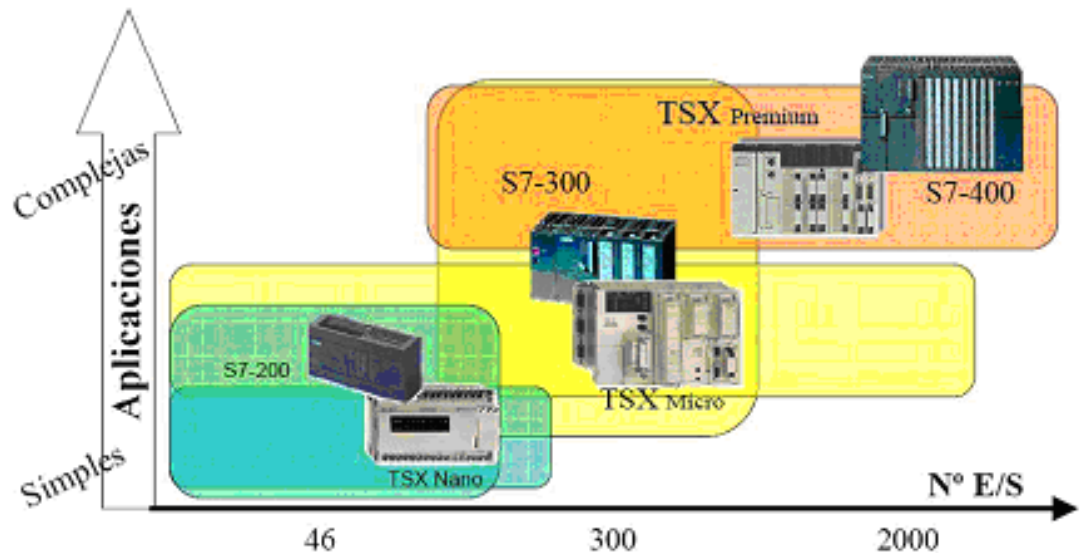 TSX Premium
Complejas
S7-300
S7-400
Aplicaciones
S7-200
TSX Micro
Simples
TSX Nano
Nº E/S
46
300
2000